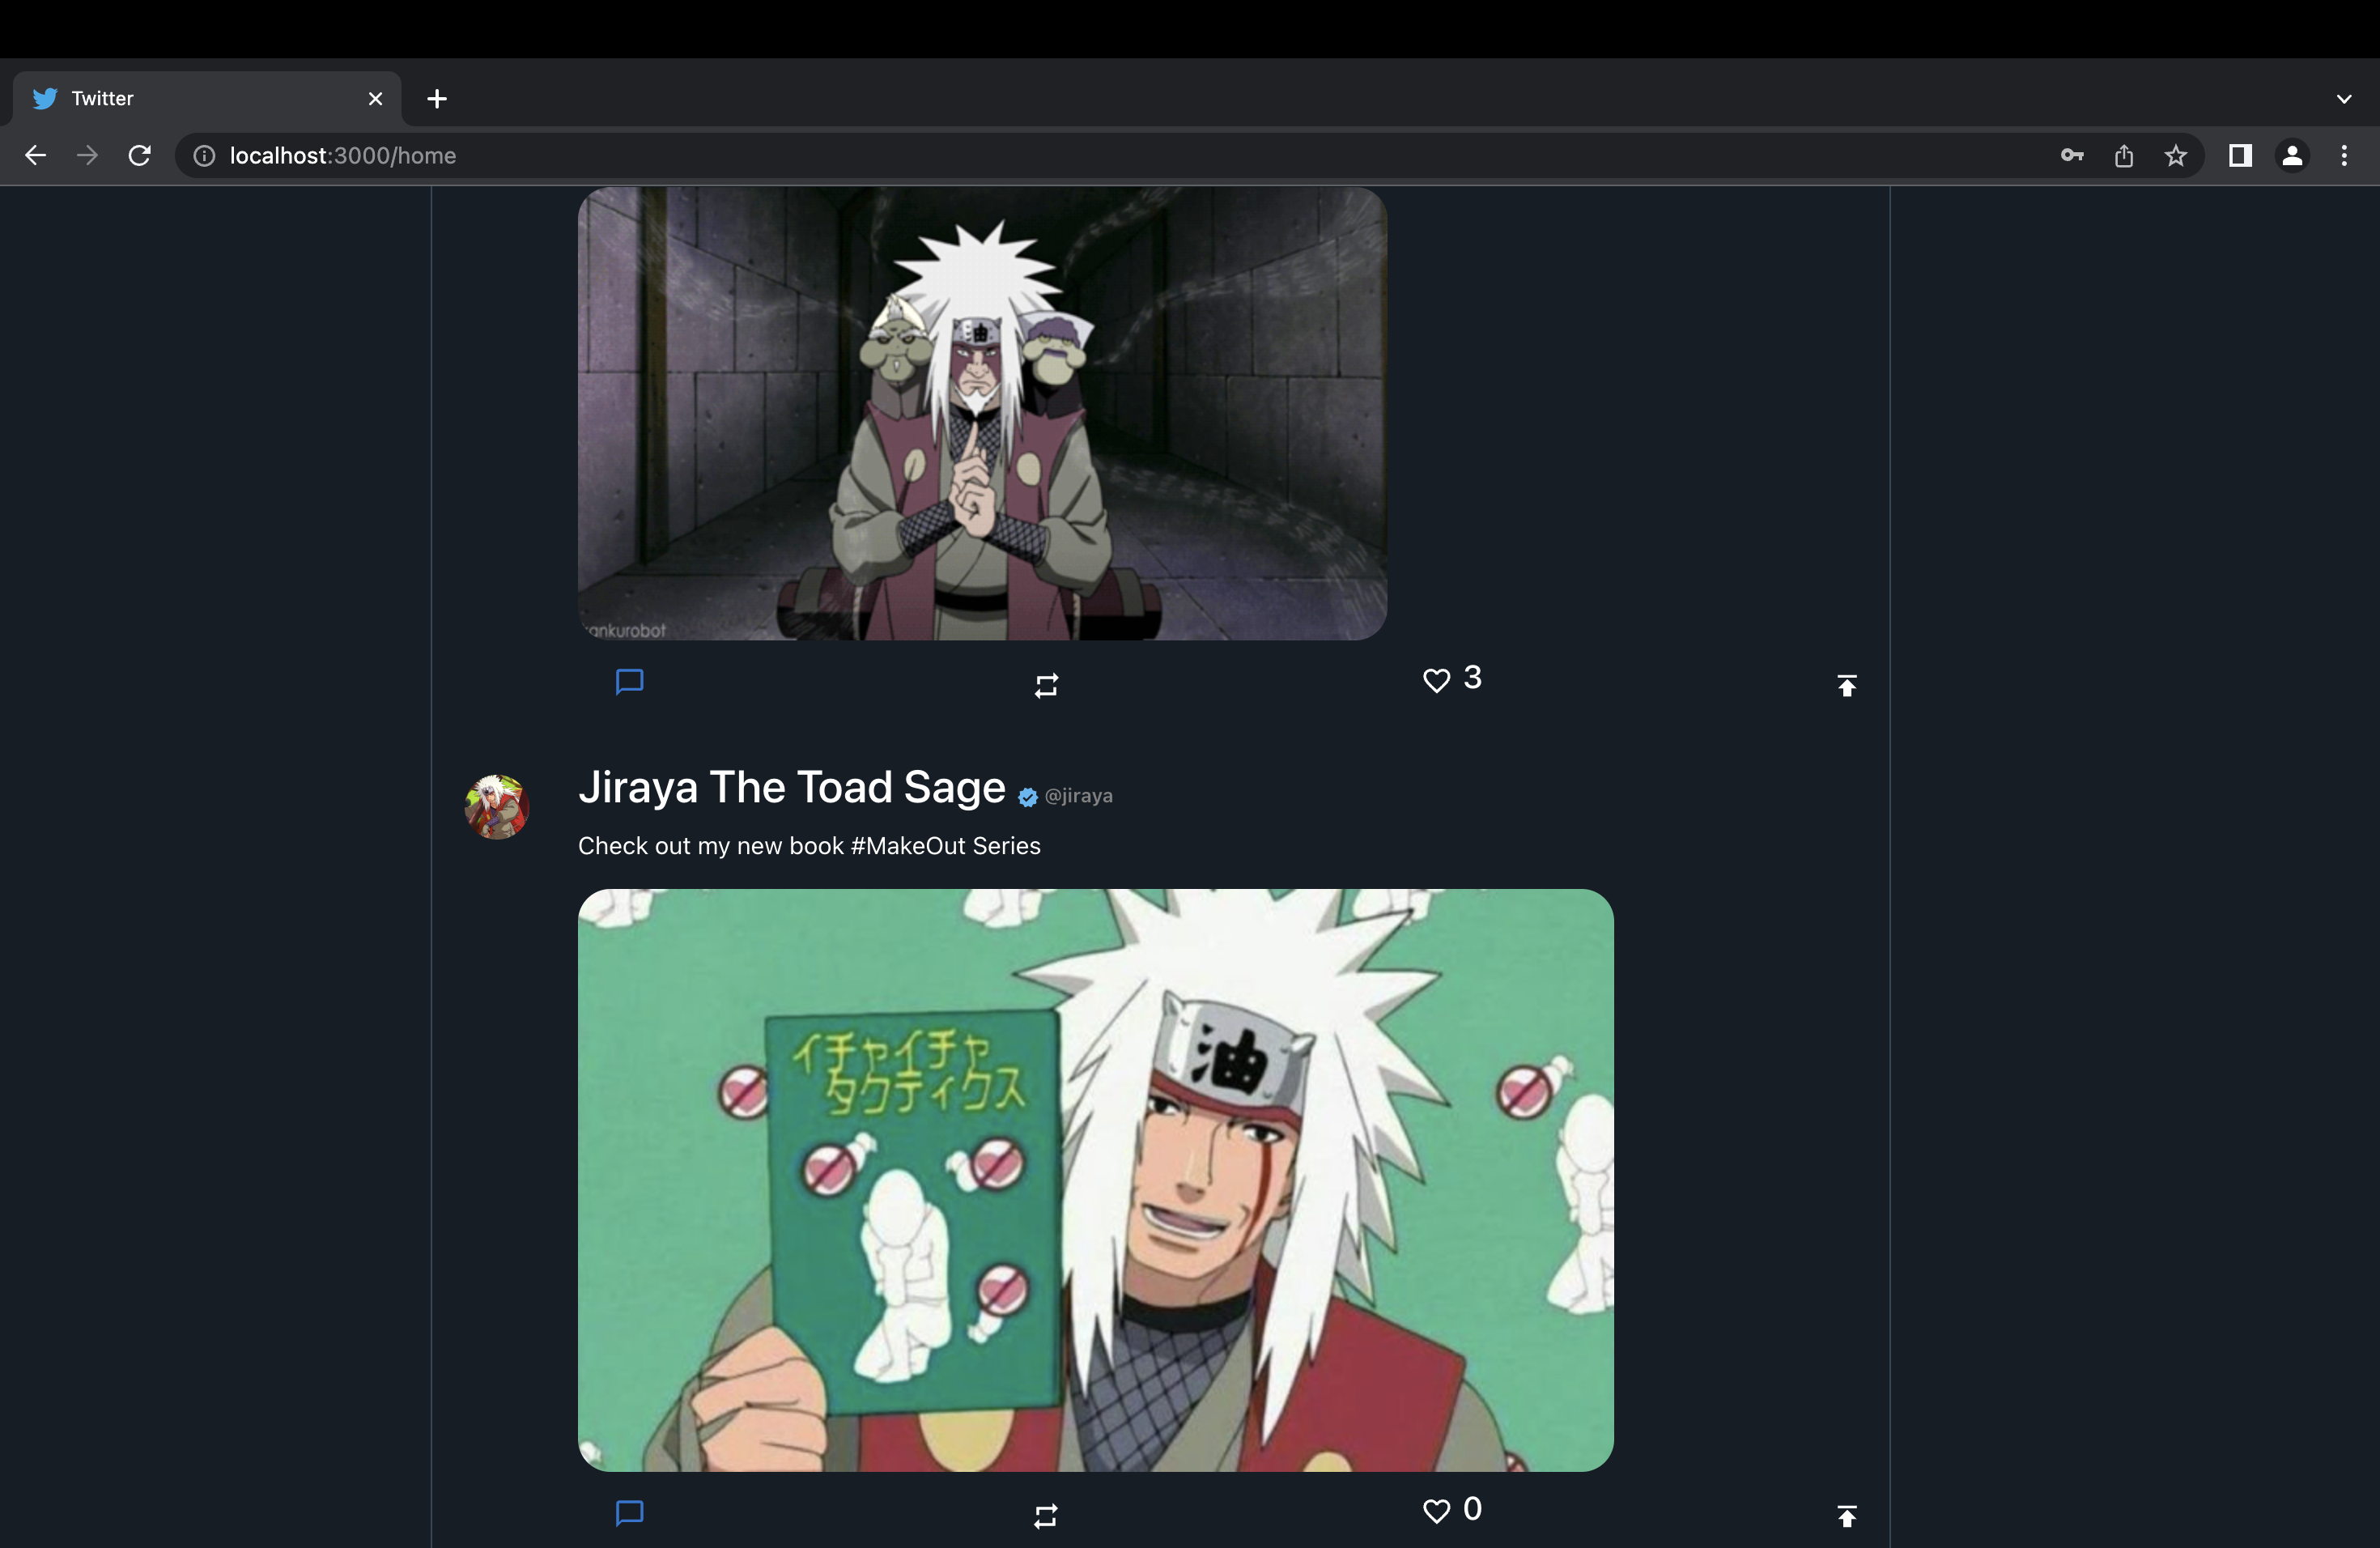 Twitter
localhost:3000/home
油
ankurobot
3
Jiraya The Toad Sage @jiraya
Check out my new book #MakeOut Series
イチャイチャ
タクティクス
油
0